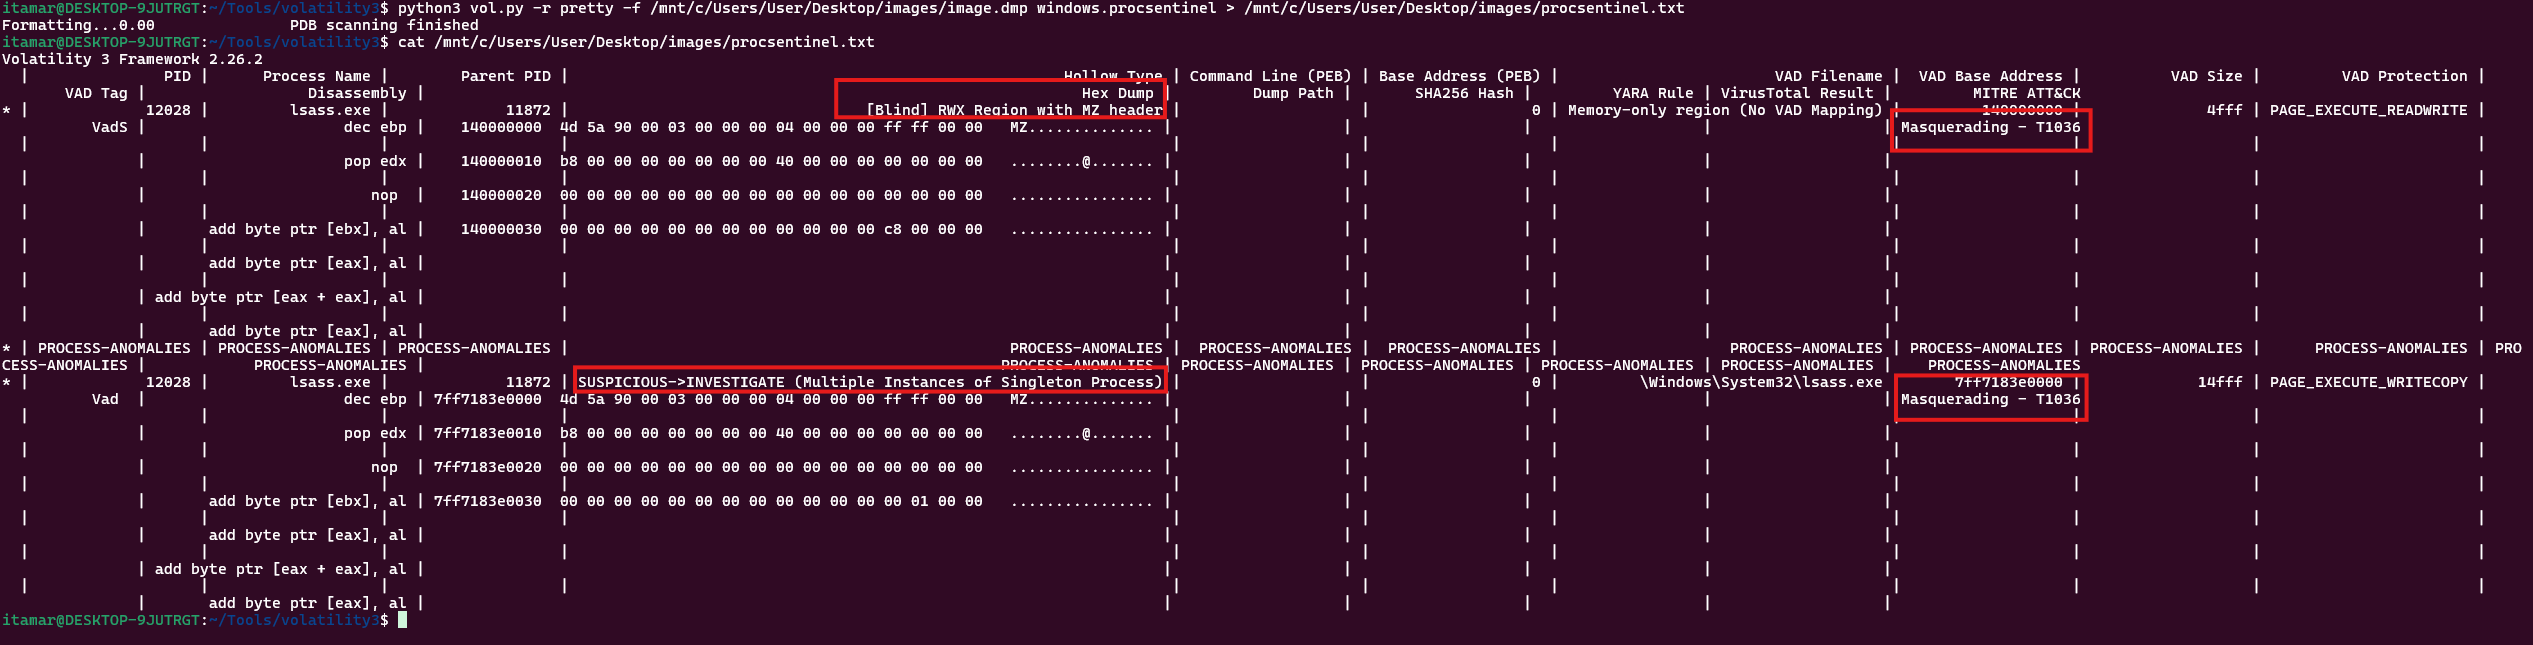 itamar@DESKTOP-9JUTRGT:~/Tools/volatility3$ python3 vol.py -r pretty -f /mnt/c/Users/User/Desktop/images/image.dmp windows.procsentinel > /mnt/c/Users/User/Desktop/images/procsentinel.txt
Formatting...0.00 PDB scanning finished
itamar@DESKTOP-9JUTRGT:~/Tools/volatility3$ cat /mnt/c/Users/User/Desktop/images/procsentinel.txt
Volatility 3 Framework 2.26.2
| PID | Process Name | Parent PID | Hollow Type | Command Line (PEB) | Base Address (PEB) | VAD Filename | VAD Base Address | VAD Size | VAD Protection |
VAD Tag | Disassembly | Hex Dump | Dump Path | SHA256 Hash | YARA Rule | VirusTotal Result | MITRE ATT&CK
* | 12028 | lsass.exe | 11872 | [Blind] RWX Region with MZ header | | 0 | Memory-only region (No VAD Mapping) | 140000000 | 4fff | PAGE_EXECUTE_READWRITE |
VadS | dec ebp | 140000000 4d 5a 90 00 03 00 00 00 04 00 00 00 ff ff 00 00 MZ.............. | | | | | Masquerading - T1036
| | | | | | | | | | |
| pop edx | 140000010 b8 00 00 00 00 00 00 00 40 00 00 00 00 00 00 00 ........@....... | | | | |
| | | | | | | | | | |
| nop | 140000020 00 00 00 00 00 00 00 00 00 00 00 00 00 00 00 00 ................ | | | | |
| | | | | | | | | | |
| add byte ptr [ebx], al | 140000030 00 00 00 00 00 00 00 00 00 00 00 00 c8 00 00 00 ................ | | | | |
| | | | | | | | | | |
| add byte ptr [eax], al | | | | | |
| | | | | | | | | | |
| add byte ptr [eax + eax], al | | | | | |
| | | | | | | | | | |
| add byte ptr [eax], al | | | | | |
* | PROCESS-ANOMALIES | PROCESS-ANOMALIES | PROCESS-ANOMALIES | PROCESS-ANOMALIES | PROCESS-ANOMALIES | PROCESS-ANOMALIES | PROCESS-ANOMALIES | PROCESS-ANOMALIES | PROCESS-ANOMALIES | PROCESS-ANOMALIES | PRO
CESS-ANOMALIES | PROCESS-ANOMALIES | PROCESS-ANOMALIES | PROCESS-ANOMALIES | PROCESS-ANOMALIES | PROCESS-ANOMALIES | PROCESS-ANOMALIES | PROCESS-ANOMALIES
* | 12028 | lsass.exe | 11872 | SUSPICIOUS->INVESTIGATE (Multiple Instances of Singleton Process) | | 0 | \Windows\System32\lsass.exe | 7ff7183e0000 | 14fff | PAGE_EXECUTE_WRITECOPY |
Vad | dec ebp | 7ff7183e0000 4d 5a 90 00 03 00 00 00 04 00 00 00 ff ff 00 00 MZ.............. | | | | | Masquerading - T1036
| | | | | | | | | | |
| pop edx | 7ff7183e0010 b8 00 00 00 00 00 00 00 40 00 00 00 00 00 00 00 ........@....... | | | | |
| | | | | | | | | | |
| nop | 7ff7183e0020 00 00 00 00 00 00 00 00 00 00 00 00 00 00 00 00 ................ | | | | |
| | | | | | | | | | |
| add byte ptr [ebx], al | 7ff7183e0030 00 00 00 00 00 00 00 00 00 00 00 00 00 01 00 00 ................ | | | | |
| | | | | | | | | | |
| add byte ptr [eax], al | | | | | |
| | | | | | | | | | |
| add byte ptr [eax + eax], al | | | | | |
| | | | | | | | | | |
| add byte ptr [eax], al | | | | | |
itamar@DESKTOP-9JUTRGT:~/Tools/volatility3$